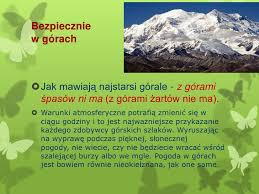 Bezpiecznie
w górach
Jak mawiają najstarsi górale - z górami
śpasów ni ma (z górami żartów nie ma).
Warunki atmosferyczne potrafią zmienić się w
ciągu godziny i to jest najważniejsze przykazanie
każdego zdobywcy górskich szlaków. Wyruszając
na wyprawę podczas pięknej, słonecznej
pogody, nie wiecie, czy nie będziecie wracać wśród
szalejącej burzy albo we mgle. Pogoda w górach
jest bowiem równie nieokiełznana, jak one same.